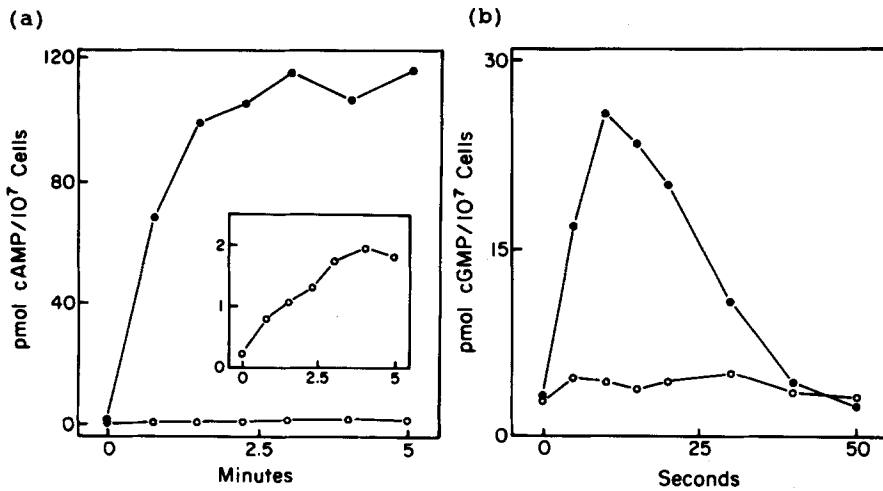 (a)
pmol cAMP/10⁷ Cells
120
80
40
0
2
1
0
0 2.5 5
0 2.5 5
Minutes
(b)
pmol cGMP/10⁷ Cells
30
15
0
0 25 50
Seconds